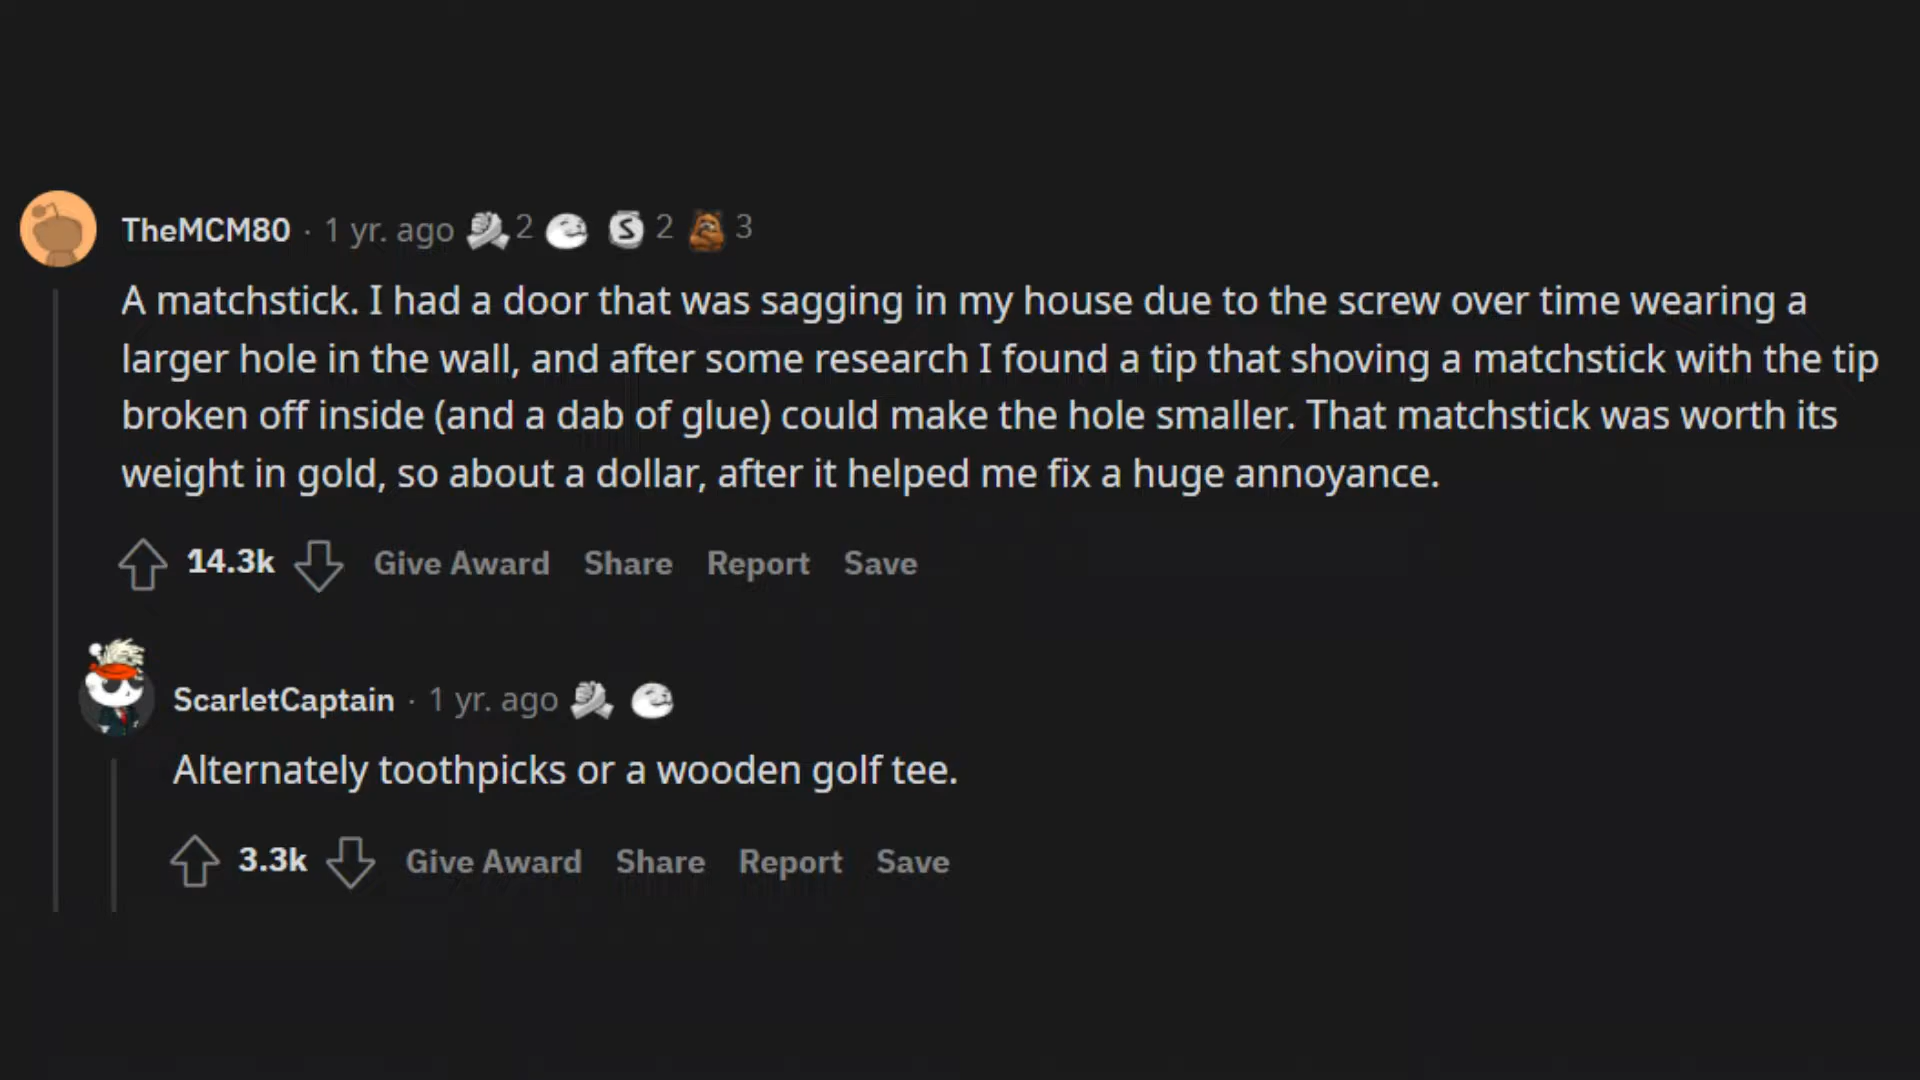 TheMCM80 · 1 yr. ago 2 2 3
A matchstick. I had a door that was sagging in my house due to the screw over time wearing a
larger hole in the wall, and after some research I found a tip that shoving a matchstick with the tip
broken off inside (and a dab of glue) could make the hole smaller. That matchstick was worth its
weight in gold, so about a dollar, after it helped me fix a huge annoyance.
14.3k Give Award Share Report Save
ScarletCaptain · 1 yr. ago
Alternately toothpicks or a wooden golf tee.
3.3k Give Award Share Report Save